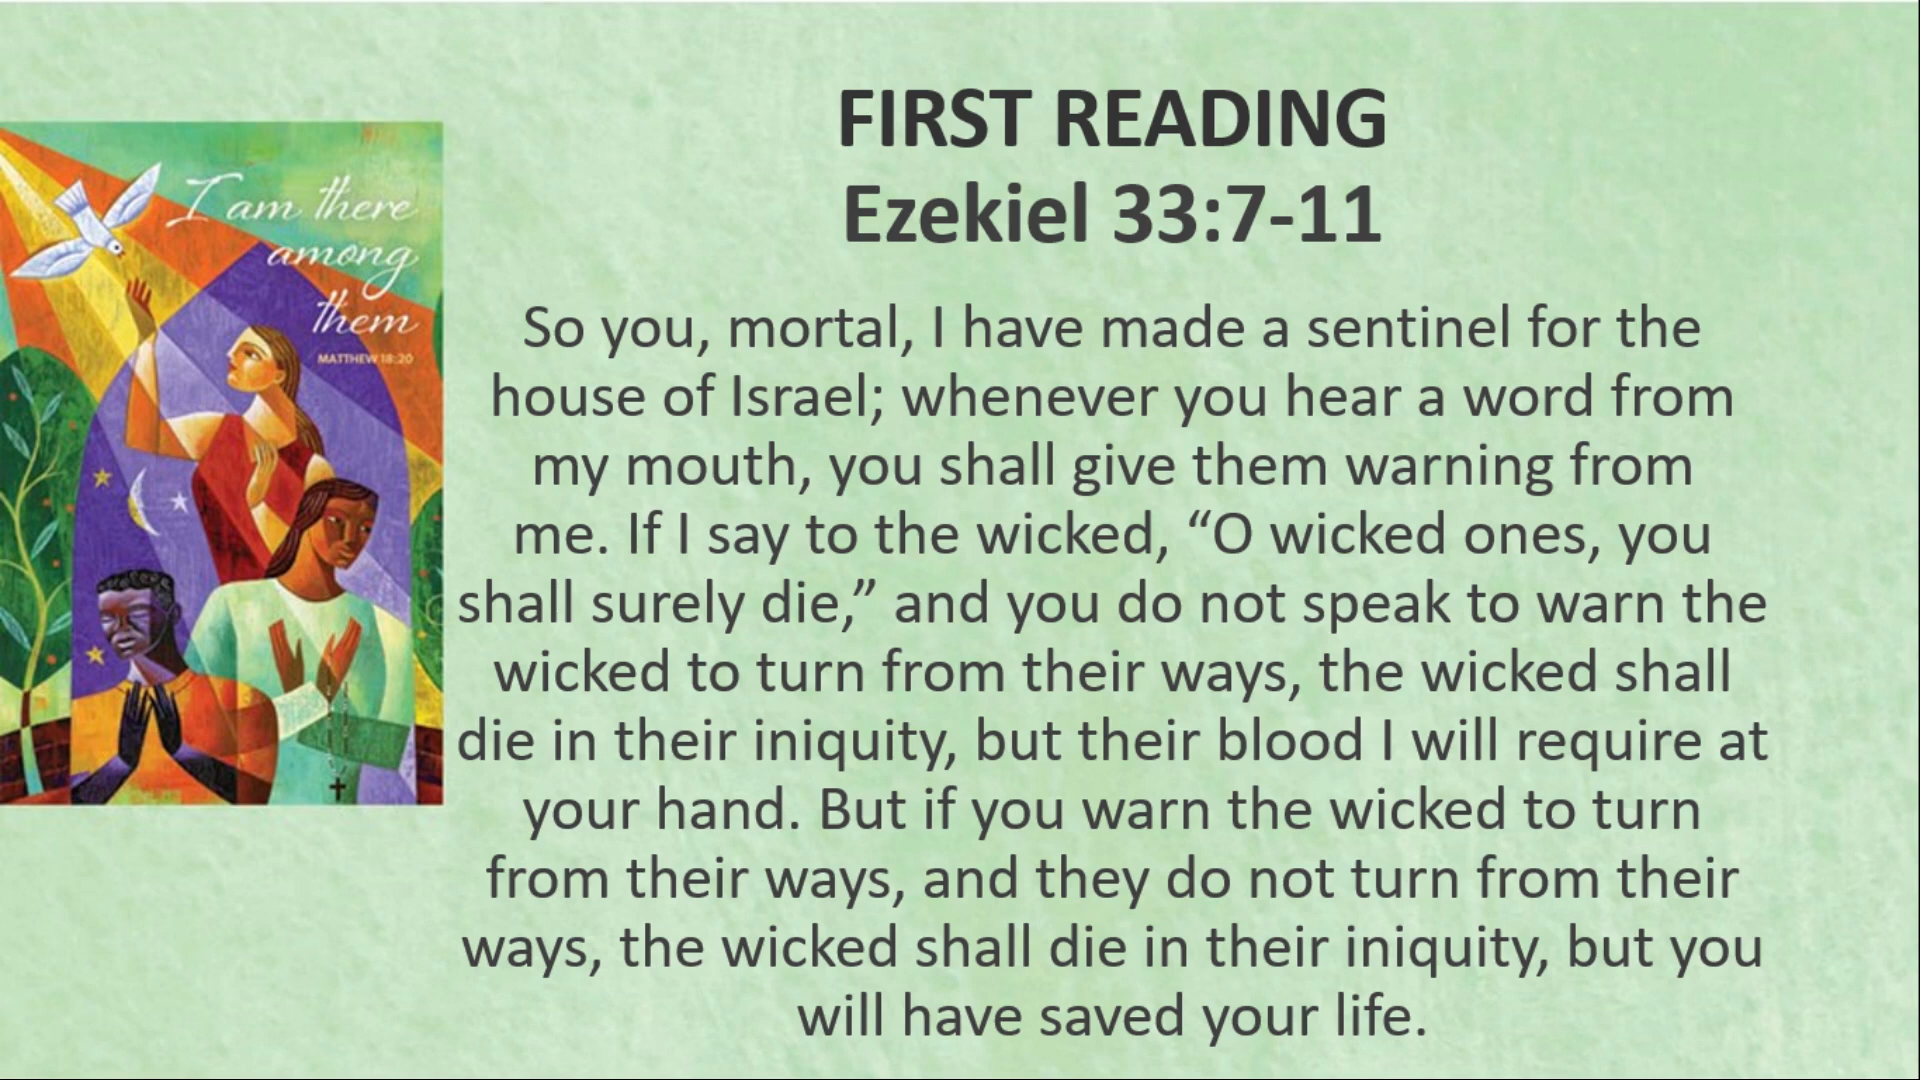 I am there
among
them
MATTHEW 18:20
FIRST READING
Ezekiel 33:7-11
So you, mortal, I have made a sentinel for the
house of Israel; whenever you hear a word from
my mouth, you shall give them warning from
me. If I say to the wicked, “O wicked ones, you
shall surely die,” and you do not speak to warn the
wicked to turn from their ways, the wicked shall
die in their iniquity, but their blood I will require at
your hand. But if you warn the wicked to turn
from their ways, and they do not turn from their
ways, the wicked shall die in their iniquity, but you
will have saved your life.